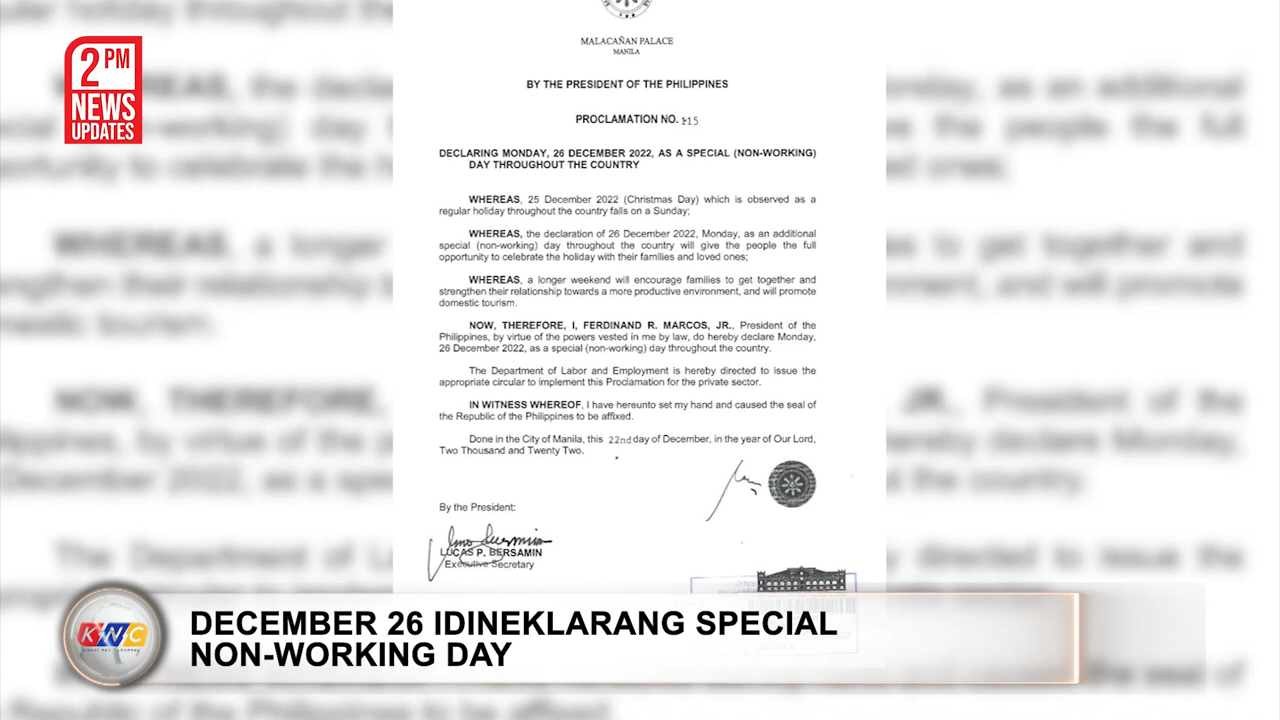 2 PM
NEWS
UPDATES
MALACAÑAN PALACE
MANILA
BY THE PRESIDENT OF THE PHILIPPINES
PROCLAMATION NO. 115
DECLARING MONDAY, 26 DECEMBER 2022, AS A SPECIAL (NON-WORKING)
DAY THROUGHOUT THE COUNTRY
WHEREAS, 25 December 2022 (Christmas Day) which is observed as a
regular holiday throughout the country falls on a Sunday;
WHEREAS, the declaration of 26 December 2022, Monday, as an additional
special (non-working) day throughout the country will give the people the full
opportunity to celebrate the holiday with their families and loved ones;
WHEREAS, a longer weekend will encourage families to get together and
strengthen their relationship towards a more productive environment, and will promote
domestic tourism.
NOW, THEREFORE, I, FERDINAND R. MARCOS, JR., President of the
Philippines, by virtue of the powers vested in me by law, do hereby declare Monday,
26 December 2022, as a special (non-working) day throughout the country.
The Department of Labor and Employment is hereby directed to issue the
appropriate circular to implement this Proclamation for the private sector.
IN WITNESS WHEREOF, I have hereunto set my hand and caused the seal of
the Republic of the Philippines to be affixed.
Done in the City of Manila, this 22nd day of December, in the year of Our Lord,
Two Thousand and Twenty Two.
By the President:
LUCAS P. BERSAMIN
Executive Secretary
KNC
DECEMBER 26 IDINEKLARANG SPECIAL
NON-WORKING DAY